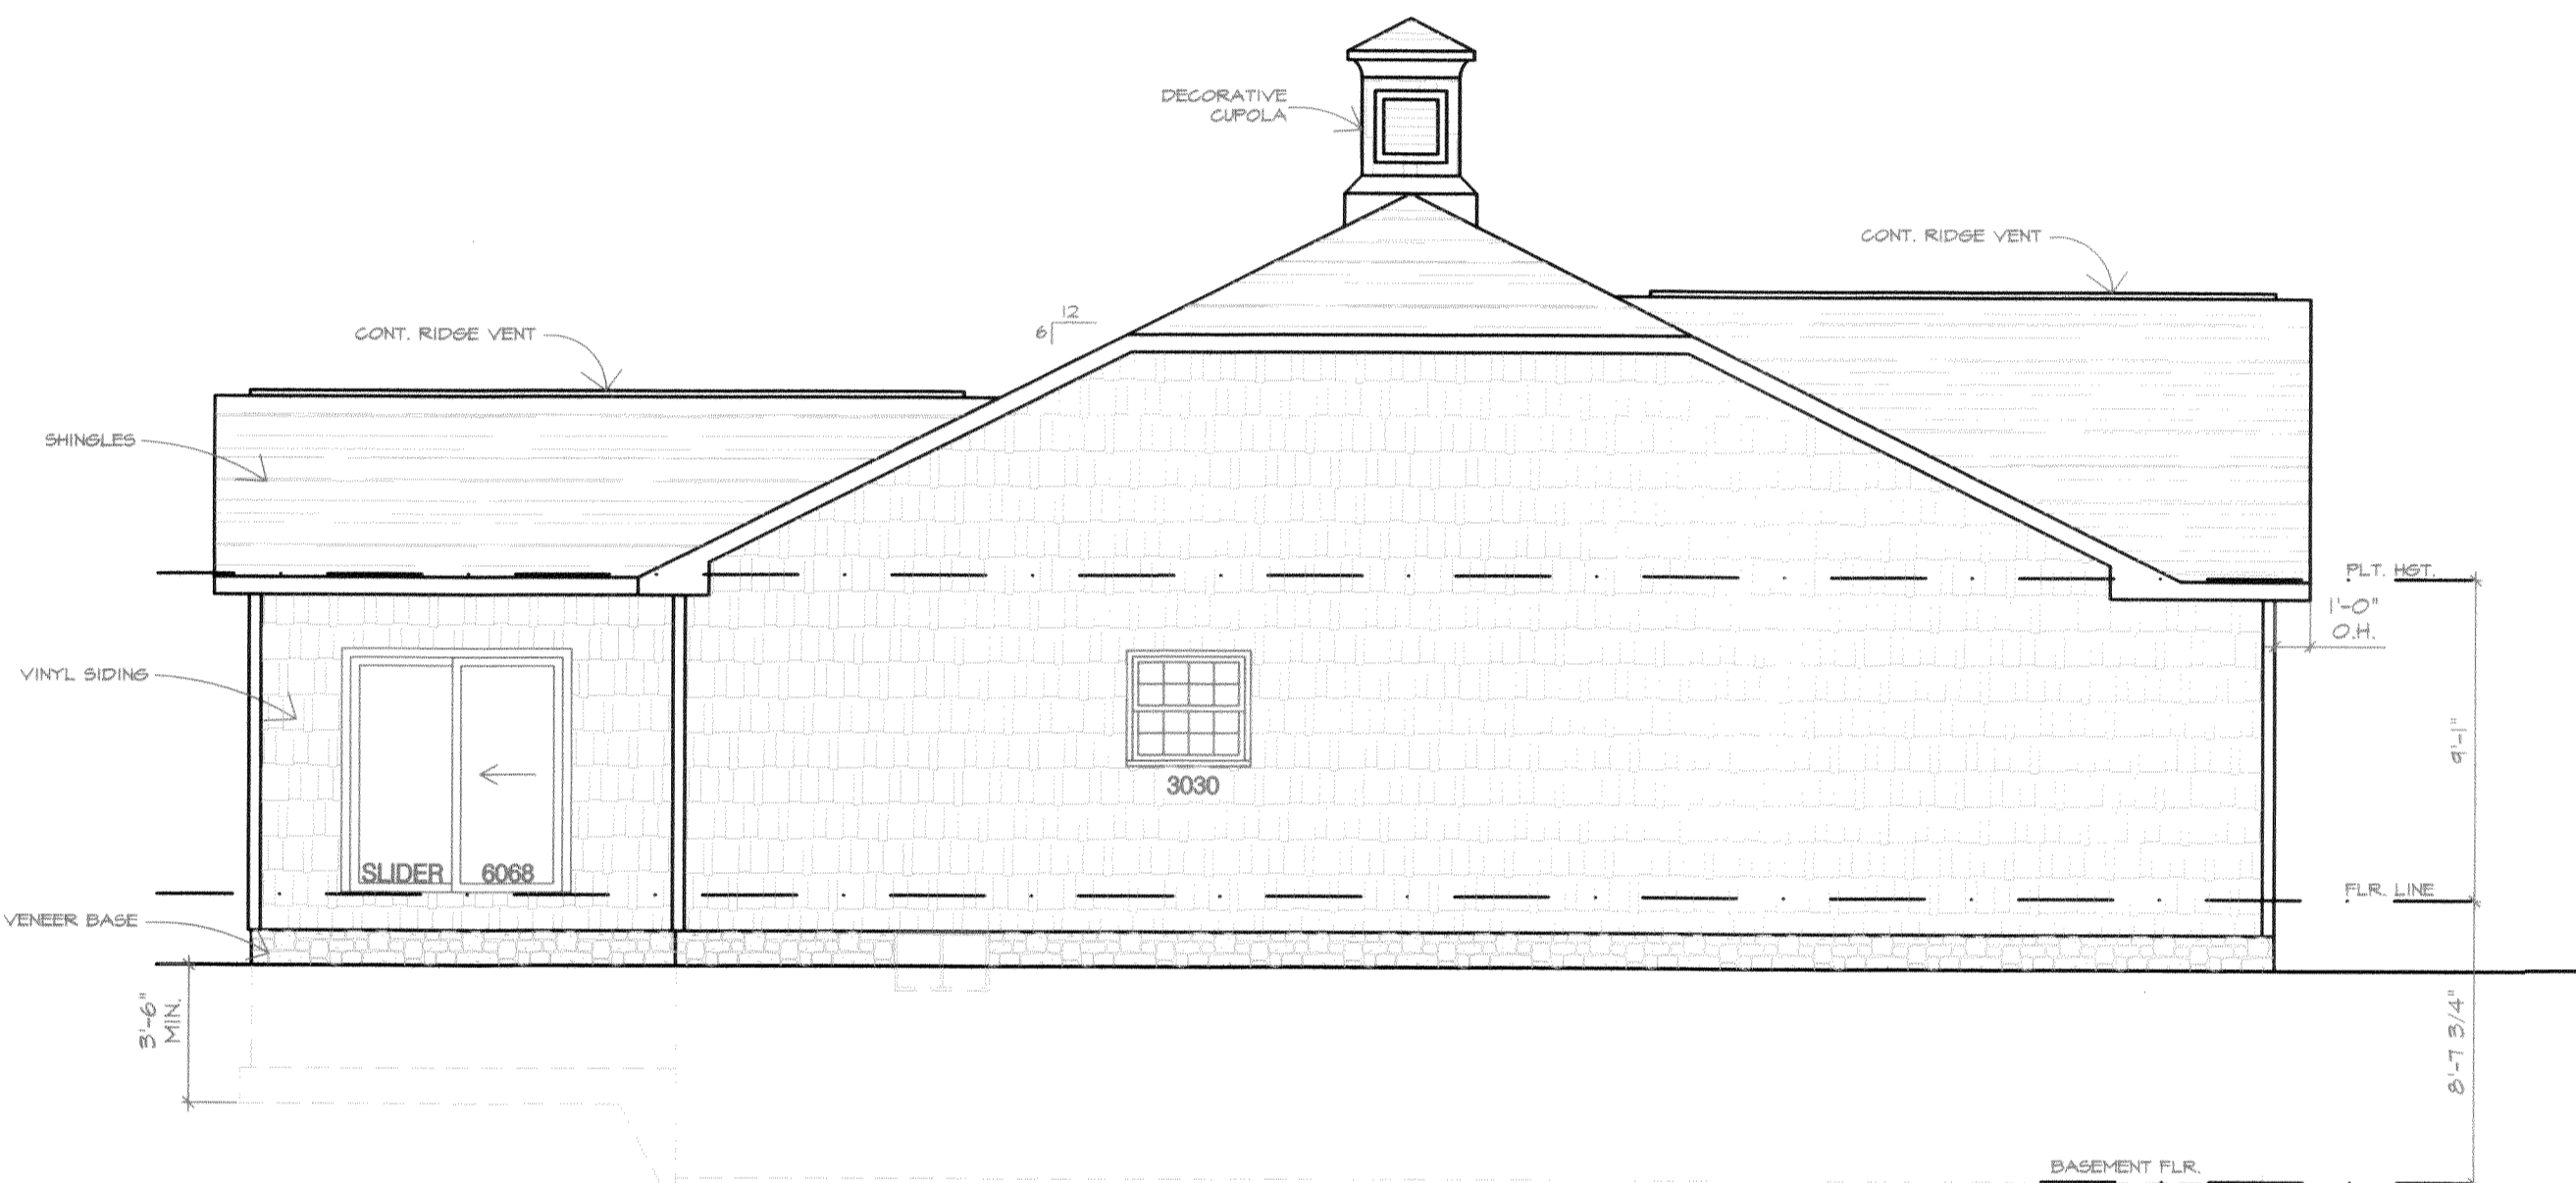 DECORATIVE
CUPOLA
CONT. RIDGE VENT
12
6
CONT. RIDGE VENT
SHINGLES
PLT. HGT.
1'-0"
O.H.
VINYL SIDING
9'-1"
3030
SLIDER 6068
FLR. LINE
VENEER BASE
3'-6"
MIN.
8'-7 3/4"
BASEMENT FLR.